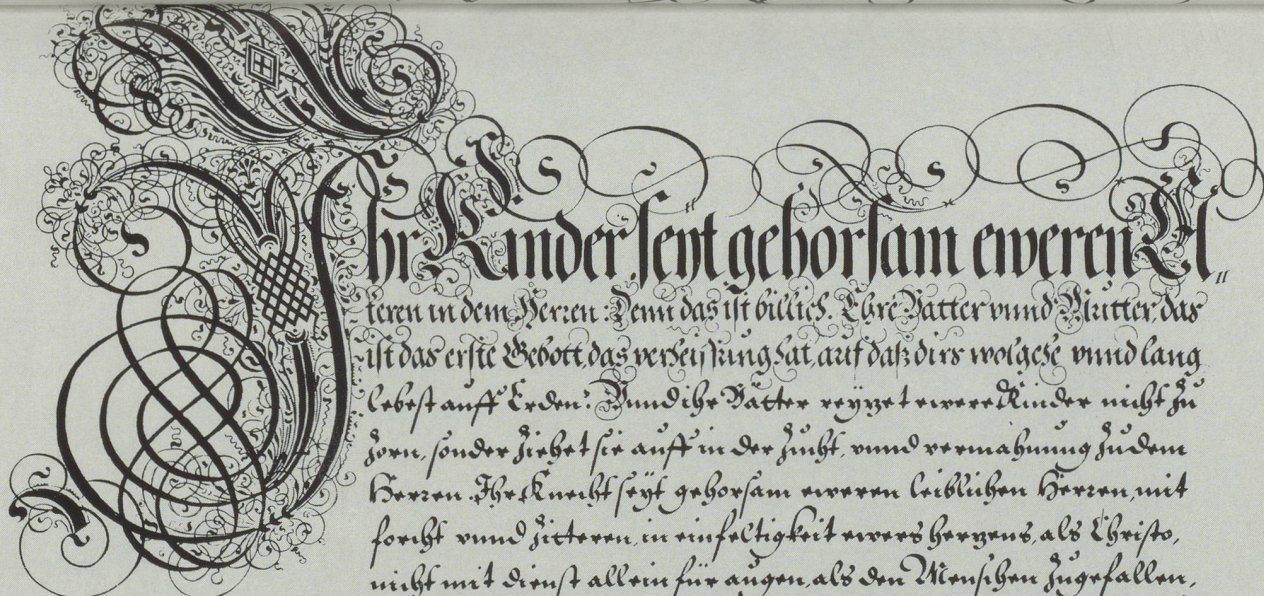 Ihr Kinder seyt gehorsam eweren El„
teren in dem Herren: Denn das ist billich. Ehre Vatter vnnd Mutter, das
ist das erste Gebott, das verheissung hat, auf daß dirs wolgehe vnnd lang
lebest auff Erden: Vnnd ihr Vätter reyzet ewere Kinder nicht zu
zorn, sonder ziehet sie auff in der zucht, vnnd vermahnung zu dem
Herren. Ihr Knecht seyt gehorsam eweren leiblichen Herren, mit
forcht vnnd zitteren, in einfeltigkeit ewers herzens, als Christo,
nicht mit dienst allein für augen, als den Menschen zugefallen,